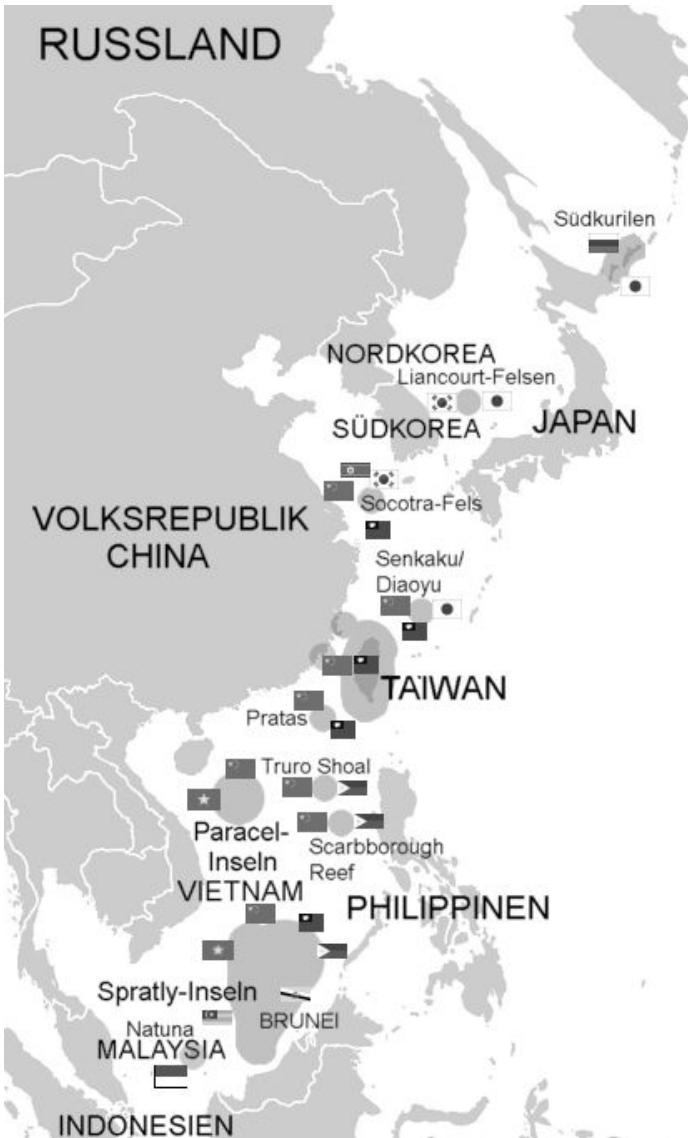 RUSSLAND
Südkurilen
NORDKOREA
Liancourt-Felsen
JAPAN
SÜDKOREA
Socotra-Fels
VOLKSREPUBLIK
CHINA
Senkaku/
Diaoyu
TAÏWAN
Pratas
Truro Shoal
Paracel-
Inseln
Scarbborough
Reef
VIETNAM
PHILIPPINEN
Spratly-Inseln
BRUNEI
Natuna
MALAYSIA
INDONESIEN